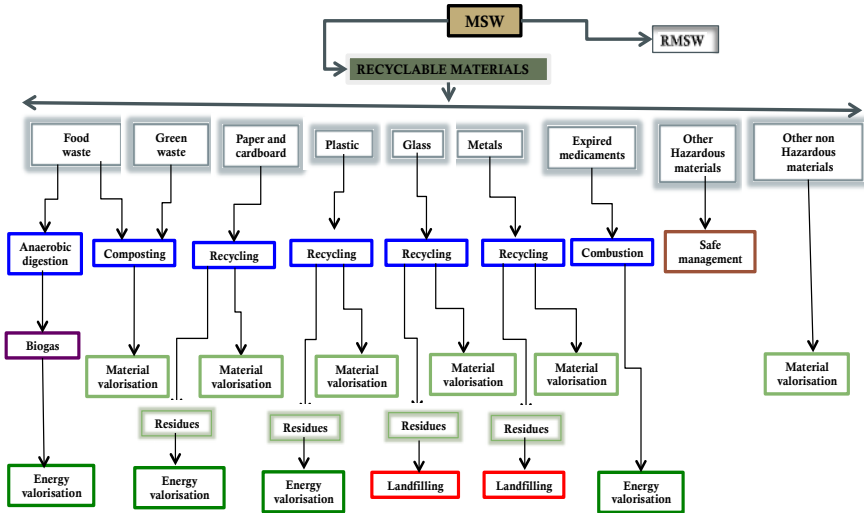 MSW
RMSW
RECYCLABLE MATERIALS
Food
waste
Green
waste
Paper and
cardboard
Plastic
Glass
Metals
Expired
medicaments
Other
Hazardous
materials
Other non
Hazardous
materials
Anaerobic
digestion
Composting
Recycling
Recycling
Recycling
Recycling
Combustion
Safe
management
Biogas
Material
valorisation
Material
valorisation
Material
valorisation
Material
valorisation
Material
valorisation
Material
valorisation
Residues
Residues
Residues
Residues
Energy
valorisation
Energy
valorisation
Energy
valorisation
Landfilling
Landfilling
Energy
valorisation